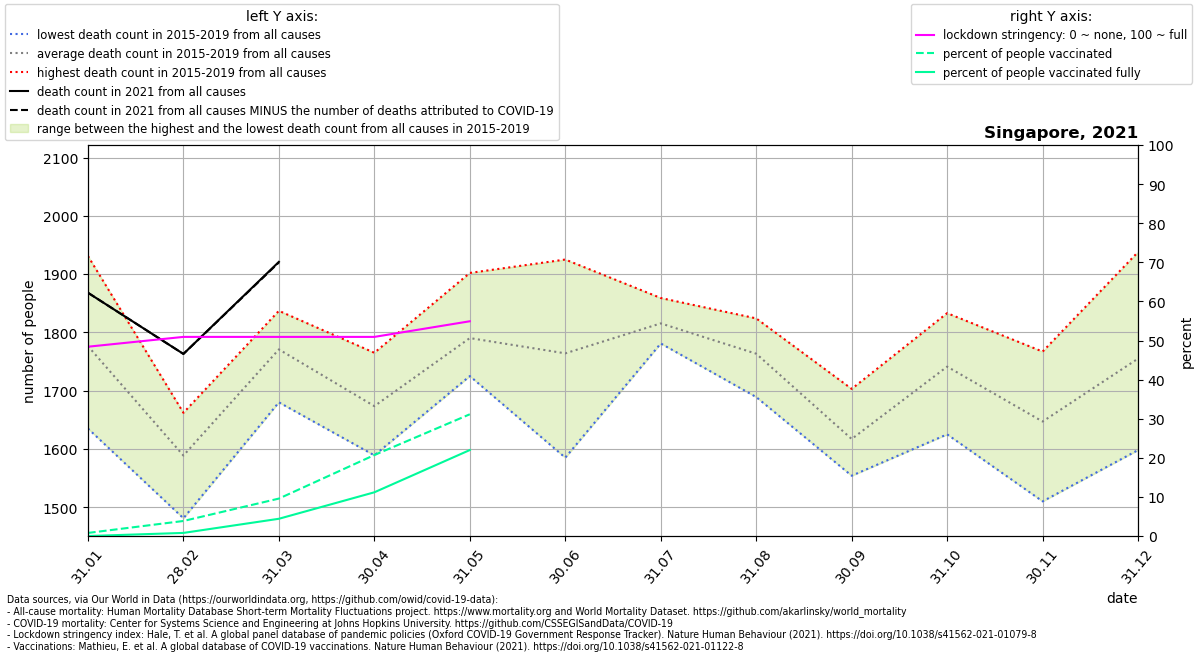 left Y axis:
lowest death count in 2015-2019 from all causes
average death count in 2015-2019 from all causes
highest death count in 2015-2019 from all causes
death count in 2021 from all causes
death count in 2021 from all causes MINUS the number of deaths attributed to COVID-19
range between the highest and the lowest death count from all causes in 2015-2019
right Y axis:
lockdown stringency: 0 ~ none, 100 ~ full
percent of people vaccinated
percent of people vaccinated fully
Singapore, 2021
number of people
2100
2000
1900
1800
1700
1600
1500
100
90
80
70
60
50
40
30
20
10
0
percent
31.01
28.02
31.03
30.04
31.05
30.06
31.07
31.08
30.09
31.10
30.11
31.12
date
Data sources, via Our World in Data (https://ourworldindata.org, https://github.com/owid/covid-19-data):
- All-cause mortality: Human Mortality Database Short-term Mortality Fluctuations project. https://www.mortality.org and World Mortality Dataset. https://github.com/akarlinsky/world_mortality
- COVID-19 mortality: Center for Systems Science and Engineering at Johns Hopkins University. https://github.com/CSSEGISandData/COVID-19
- Lockdown stringency index: Hale, T. et al. A global panel database of pandemic policies (Oxford COVID-19 Government Response Tracker). Nature Human Behaviour (2021). https://doi.org/10.1038/s41562-021-01079-8
- Vaccinations: Mathieu, E. et al. A global database of COVID-19 vaccinations. Nature Human Behaviour (2021). https://doi.org/10.1038/s41562-021-01122-8